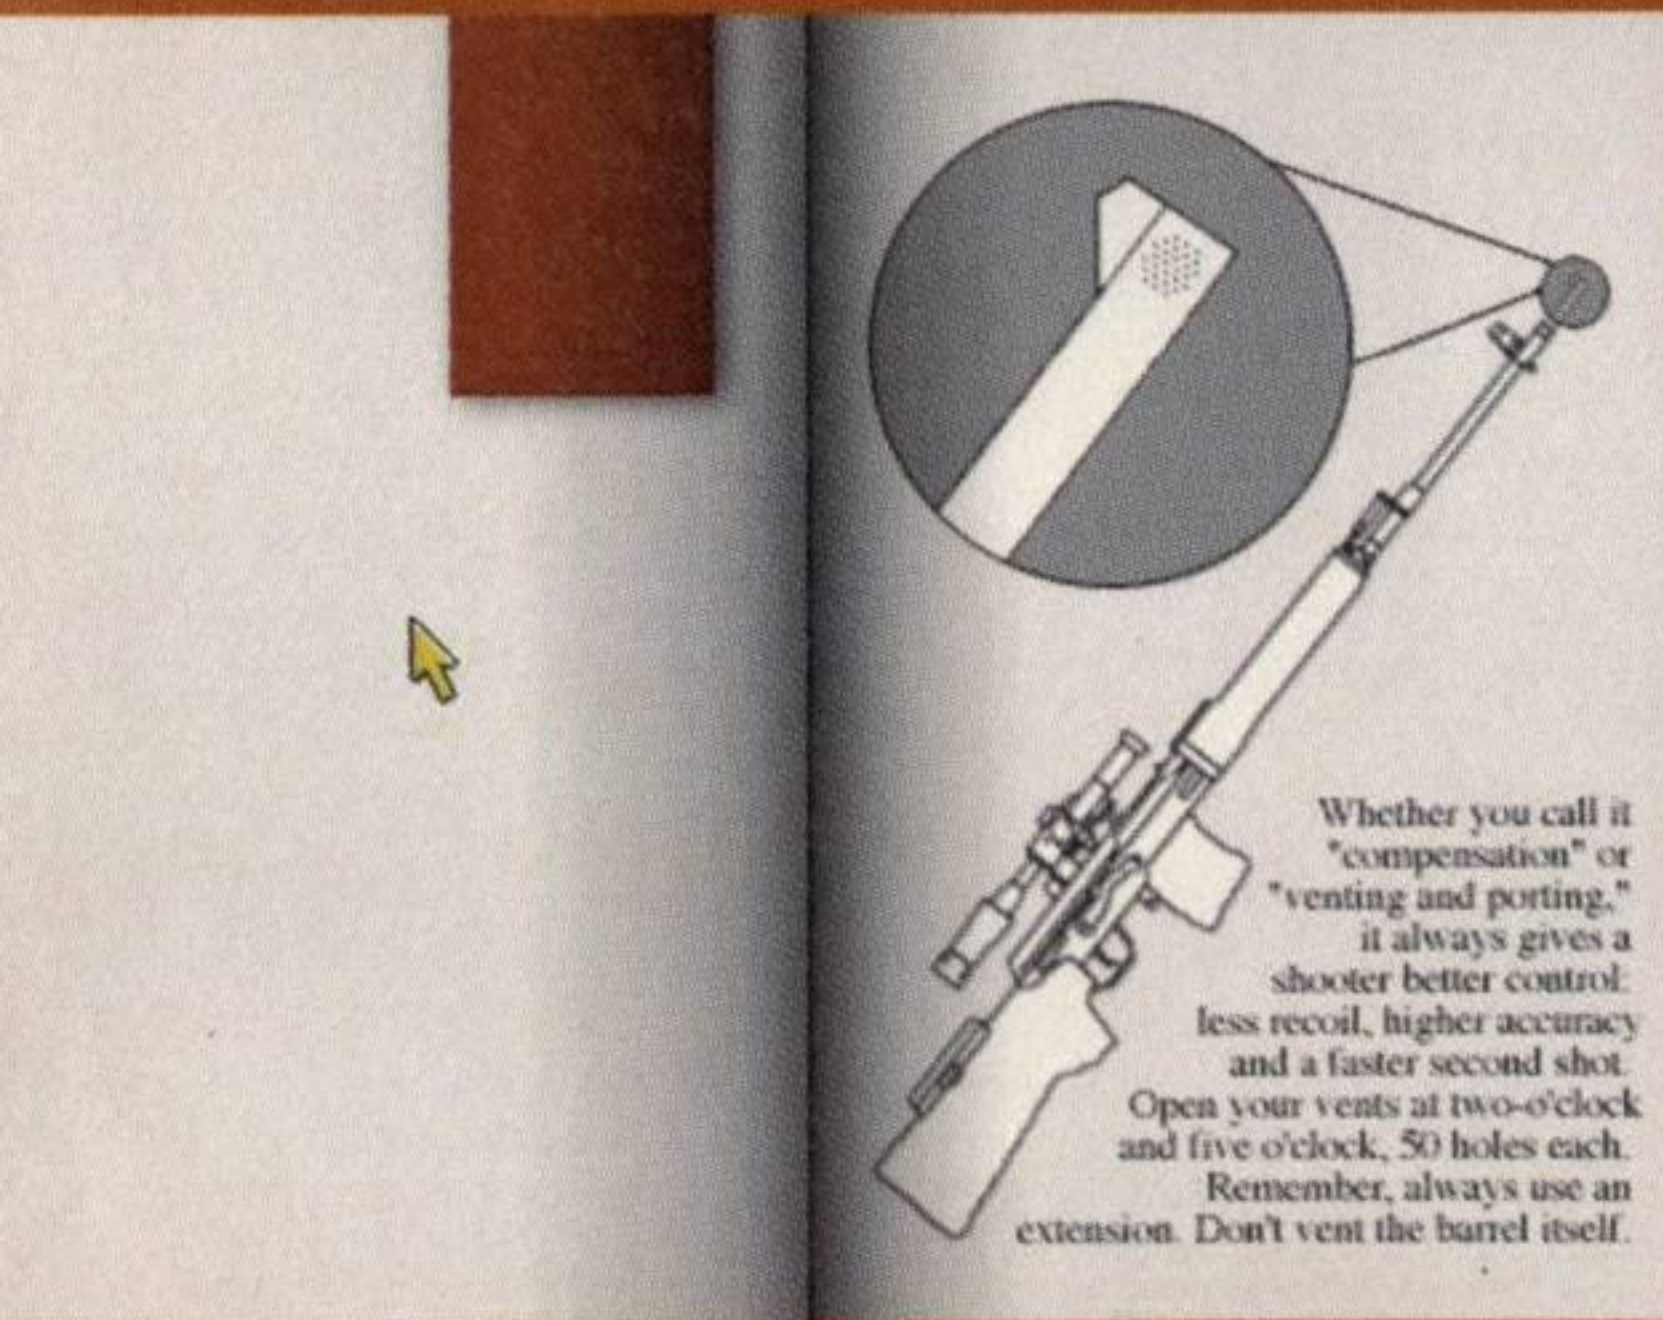 Whether you call it
"compensation" or
"venting and porting,"
it always gives a
shooter better control:
less recoil, higher accuracy
and a faster second shot.
Open your vents at two-o'clock
and five o'clock, 50 holes each.
Remember, always use an
extension. Don't vent the barrel itself.